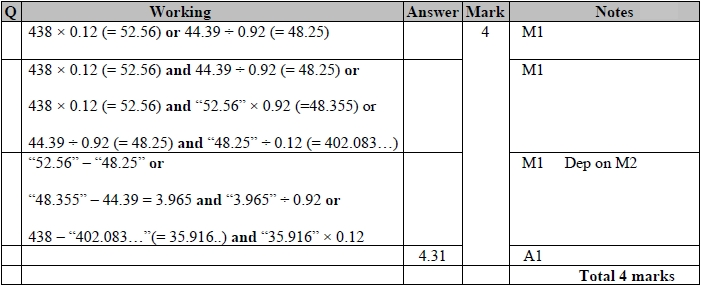 Q Working Answer Mark Notes
438 × 0.12 (= 52.56) or 44.39 ÷ 0.92 (= 48.25) 4 M1
438 × 0.12 (= 52.56) and 44.39 ÷ 0.92 (= 48.25) or M1
438 × 0.12 (= 52.56) and “52.56” × 0.92 (=48.355) or
44.39 ÷ 0.92 (= 48.25) and “48.25” ÷ 0.12 (= 402.083…)
“52.56” – “48.25” or M1 Dep on M2
“48.355” – 44.39 = 3.965 and “3.965” ÷ 0.92 or
438 – “402.083…”(= 35.916..) and “35.916” × 0.12
4.31 A1
Total 4 marks